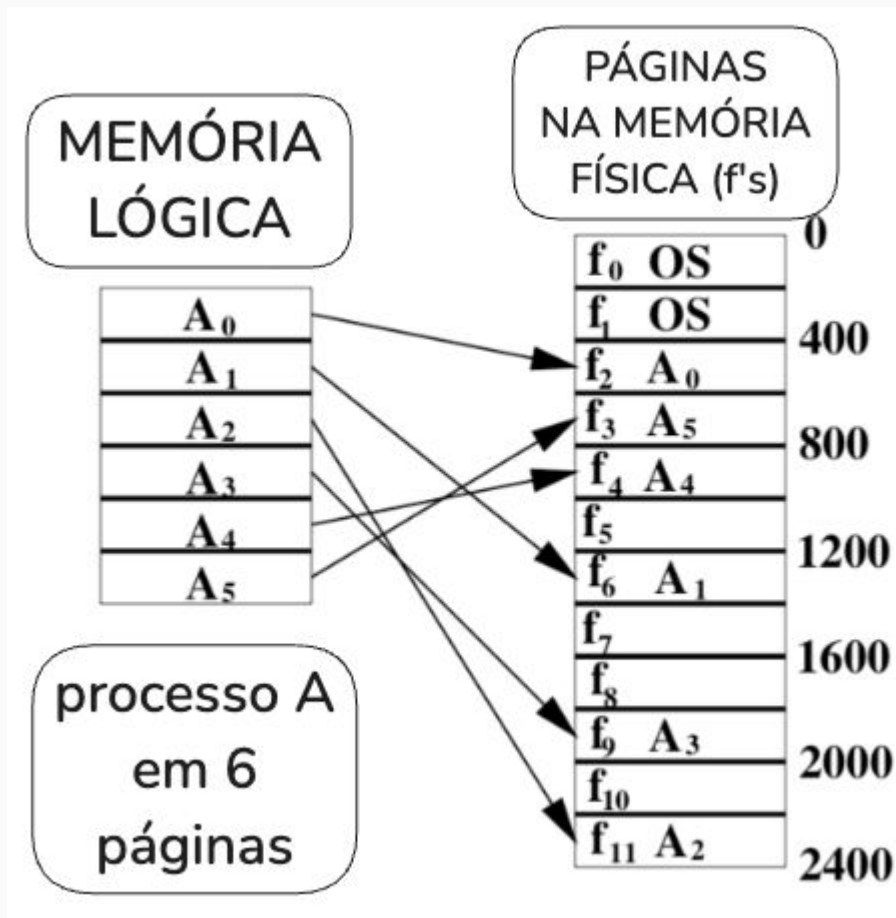 MEMÓRIA
LÓGICA
A0
A1
A2
A3
A4
A5
processo A
em 6
páginas
PÁGINAS
NA MEMÓRIA
FÍSICA (f's)
0
f0 OS
f1 OS
400
f2 A0
f3 A5
800
f4 A4
f5
1200
f6 A1
f7
1600
f8
f9 A3
2000
f10
f11 A2
2400